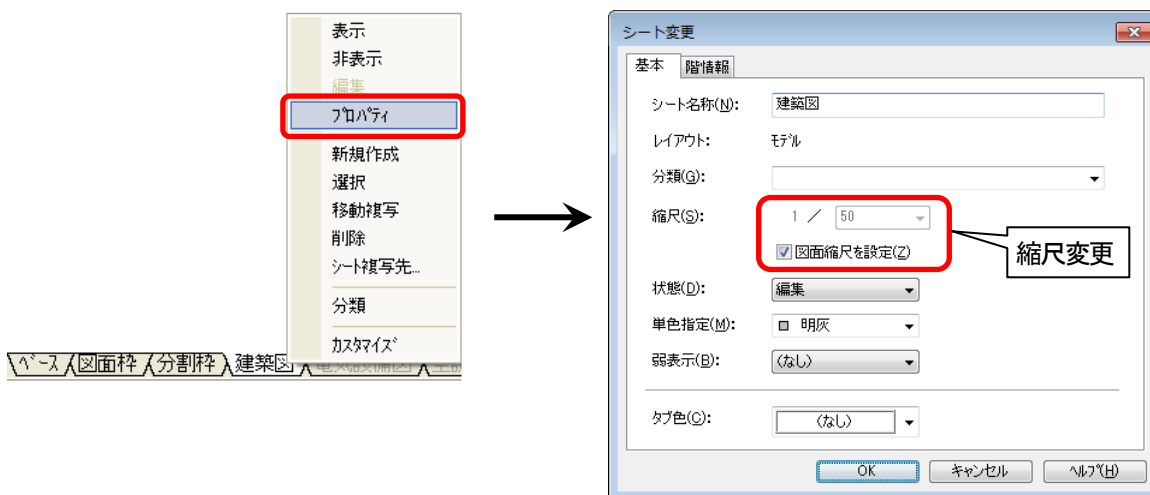 表示
非表示
編集
ﾌﾟﾛﾊﾟﾃｨ
新規作成
選択
移動複写
削除
ｼｰﾄ複写先...
分類
ｶｽﾀﾏｲｽﾞ
ﾍﾞｰｽ 図面枠 分割枠 建築図
シート変更
基本 階情報
シート名称(N): 建築図
レイアウト: ﾓﾃﾞﾙ
分類(G):
縮尺(S): 1 ／ 50
図面縮尺を設定(Z)
縮尺変更
状態(D): 編集
単色指定(M): 明灰
弱表示(B): (なし)
タブ色(C): (なし)
OK キャンセル ﾍﾙﾌﾟ(H)